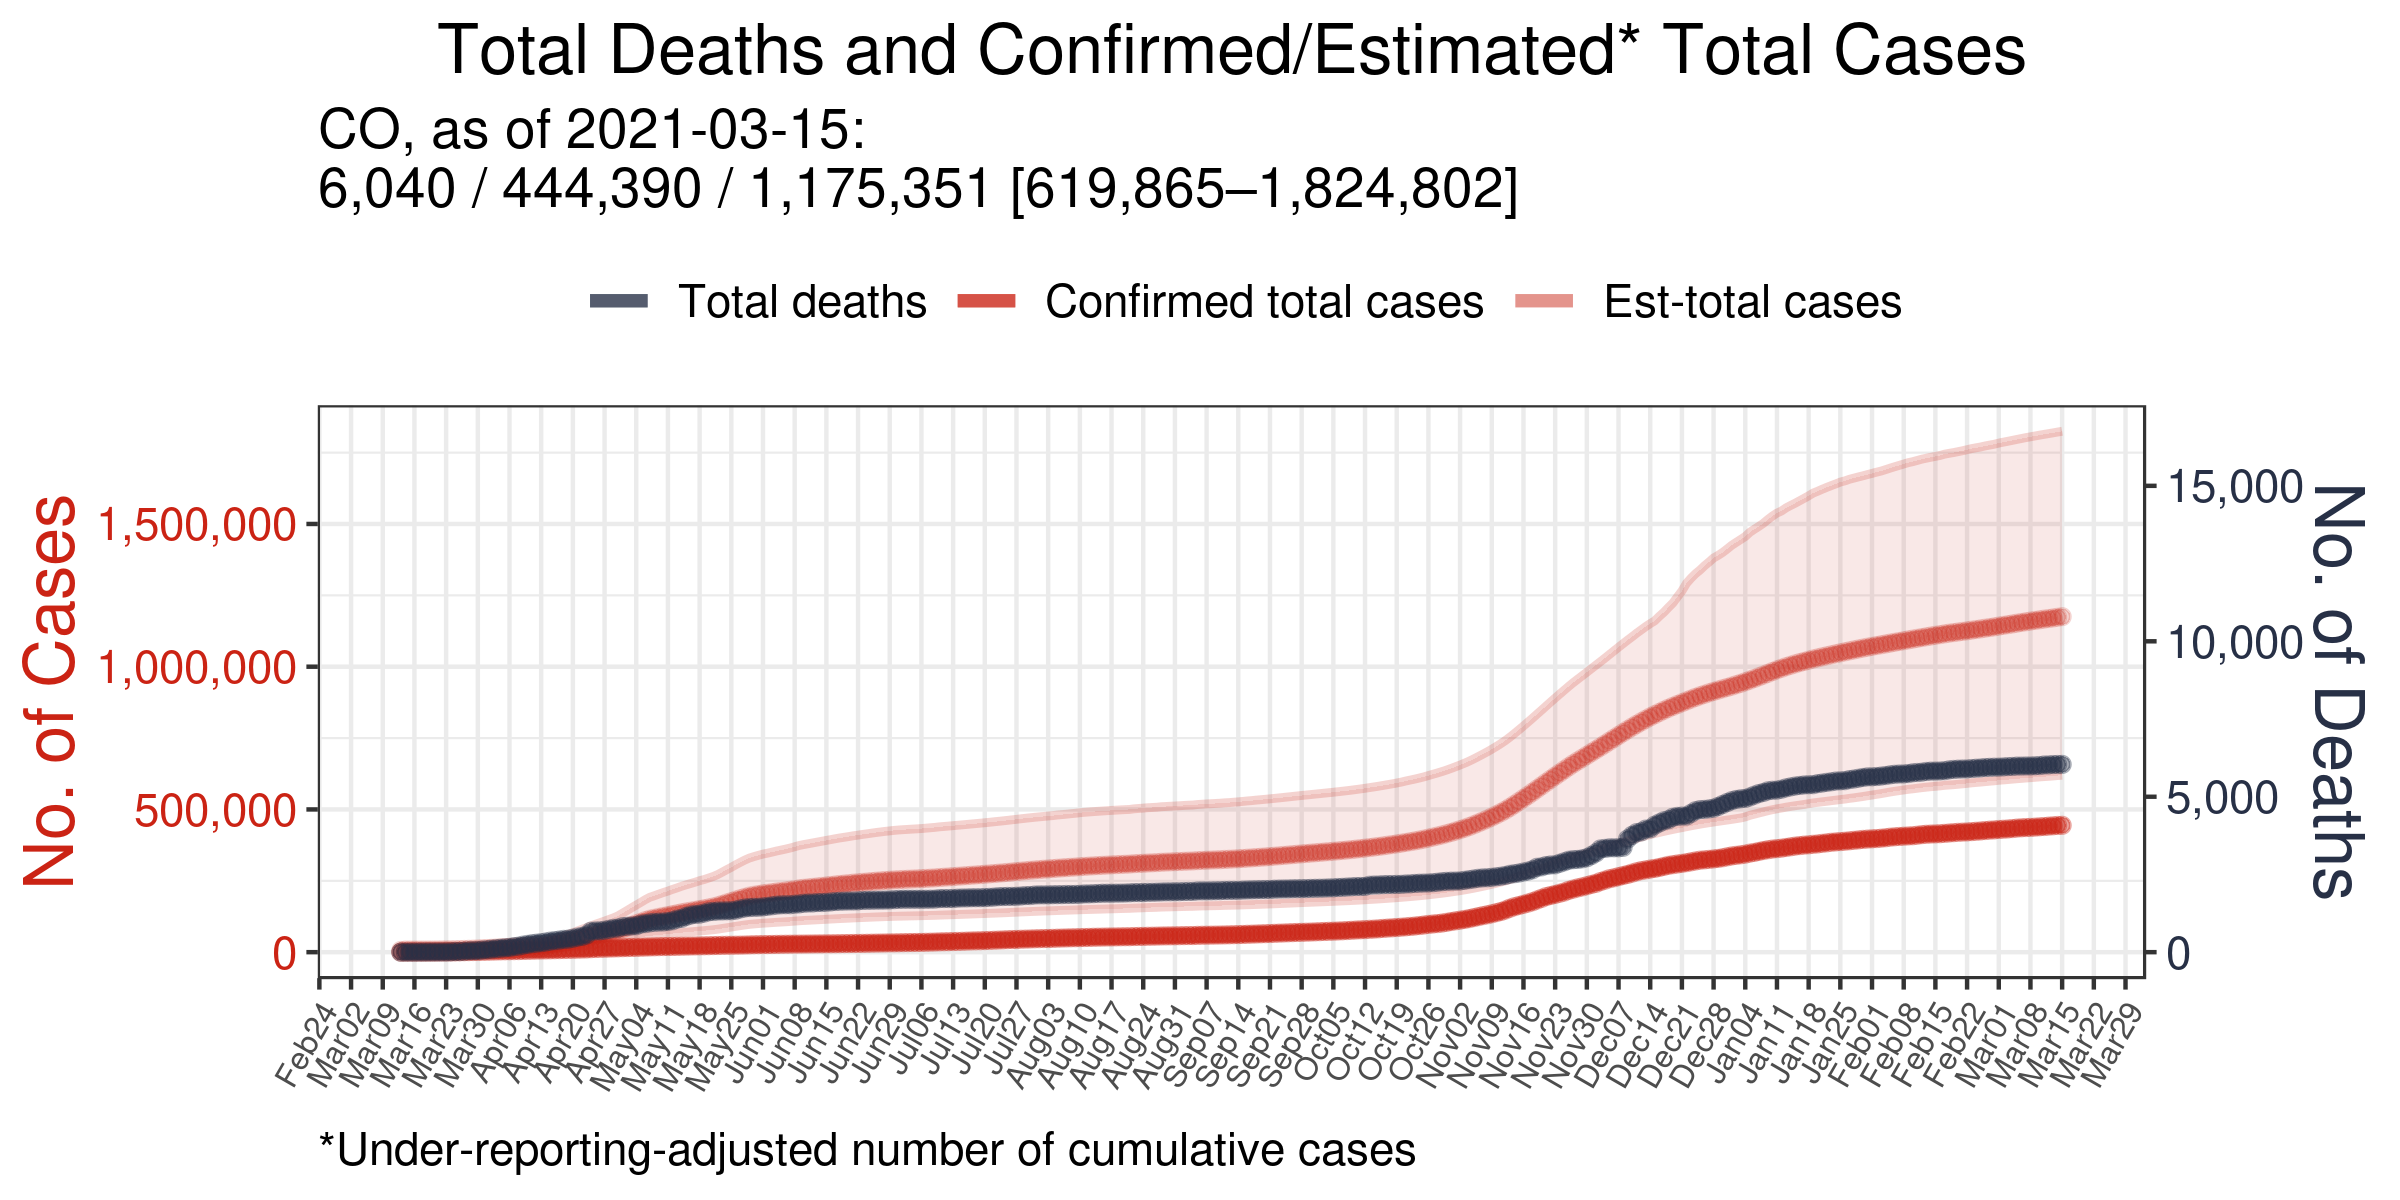 Total Deaths and Confirmed/Estimated* Total Cases
CO, as of 2021-03-15:
6,040 / 444,390 / 1,175,351 [619,865–1,824,802]
Total deaths
Confirmed total cases
Est-total cases
No. of Cases
1,500,000
1,000,000
500,000
0
15,000
10,000
5,000
0
No. of Deaths
Feb24
Mar02
Mar09
Mar16
Mar23
Mar30
Apr06
Apr13
Apr20
Apr27
May04
May11
May18
May25
Jun01
Jun08
Jun15
Jun22
Jun29
Jul06
Jul13
Jul20
Jul27
Aug03
Aug10
Aug17
Aug24
Aug31
Sep07
Sep14
Sep21
Sep28
Oct05
Oct12
Oct19
Oct26
Nov02
Nov09
Nov16
Nov23
Nov30
Dec07
Dec14
Dec21
Dec28
Jan04
Jan11
Jan18
Jan25
Feb01
Feb08
Feb15
Feb22
Mar01
Mar08
Mar15
Mar22
Mar29
*Under-reporting-adjusted number of cumulative cases